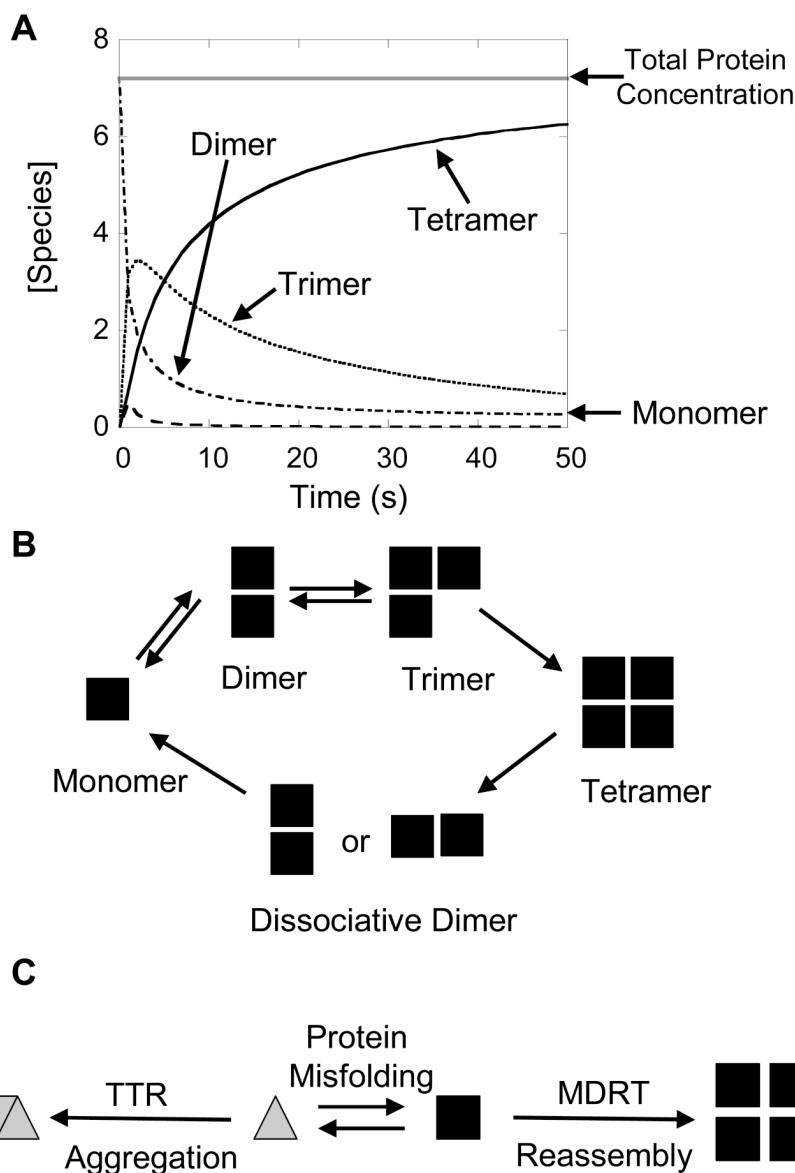 A
8
6
4
2
0
[Species]
0
10
20
30
40
50
Time (s)
Total Protein
Concentration
Dimer
Tetramer
Trimer
Monomer
B
Dimer
Trimer
Monomer
Tetramer
or
Dissociative Dimer
C
Protein
Misfolding
TTR
MDRT
Aggregation
Reassembly